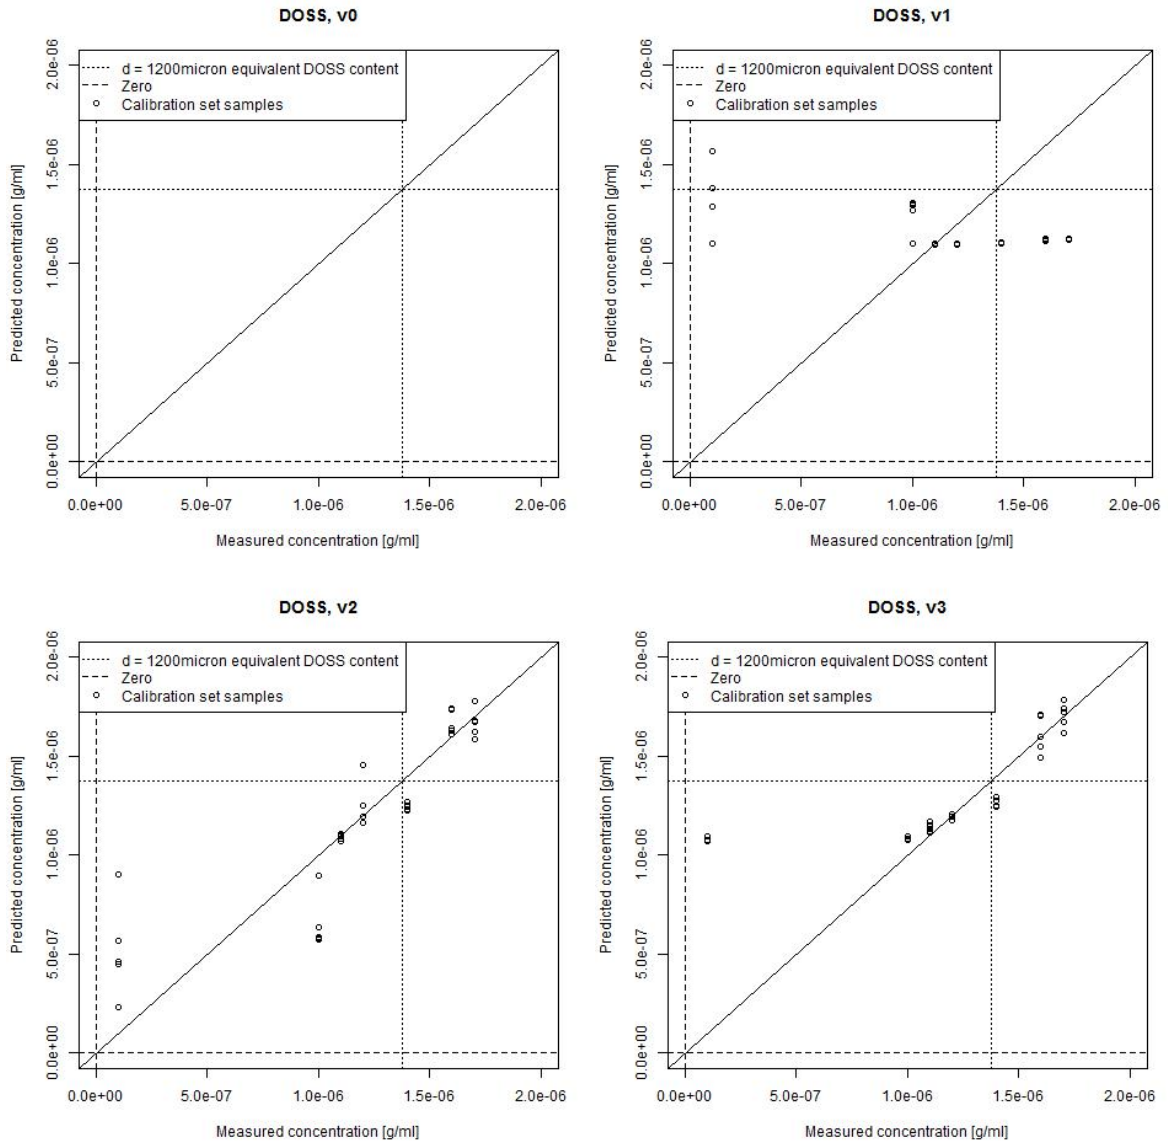 DOSS, v0
d = 1200micron equivalent DOSS content
Zero
Calibration set samples
Predicted concentration [g/ml]
0.0e+00 5.0e-07 1.0e-06 1.5e-06 2.0e-06
0.0e+00 5.0e-07 1.0e-06 1.5e-06 2.0e-06
Measured concentration [g/ml]
DOSS, v1
d = 1200micron equivalent DOSS content
Zero
Calibration set samples
Predicted concentration [g/ml]
0.0e+00 5.0e-07 1.0e-06 1.5e-06 2.0e-06
0.0e+00 5.0e-07 1.0e-06 1.5e-06 2.0e-06
Measured concentration [g/ml]
DOSS, v2
d = 1200micron equivalent DOSS content
Zero
Calibration set samples
Predicted concentration [g/ml]
0.0e+00 5.0e-07 1.0e-06 1.5e-06 2.0e-06
0.0e+00 5.0e-07 1.0e-06 1.5e-06 2.0e-06
Measured concentration [g/ml]
DOSS, v3
d = 1200micron equivalent DOSS content
Zero
Calibration set samples
Predicted concentration [g/ml]
0.0e+00 5.0e-07 1.0e-06 1.5e-06 2.0e-06
0.0e+00 5.0e-07 1.0e-06 1.5e-06 2.0e-06
Measured concentration [g/ml]